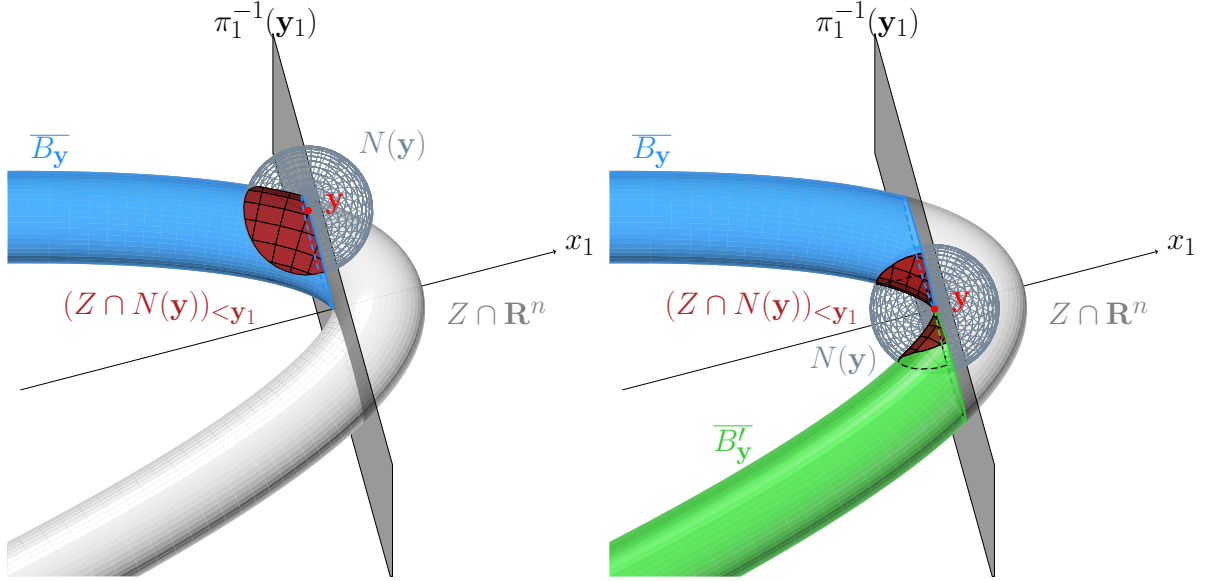 π₁⁻¹(𝐲₁)
B̅_𝐲
N(𝐲)
𝐲
x₁
(Z ∩ N(𝐲))_{<𝐲₁}
Z ∩ 𝐑ⁿ
π₁⁻¹(𝐲₁)
B̅_𝐲
x₁
𝐲
(Z ∩ N(𝐲))_{<𝐲₁}
Z ∩ 𝐑ⁿ
N(𝐲)
B̅′_𝐲